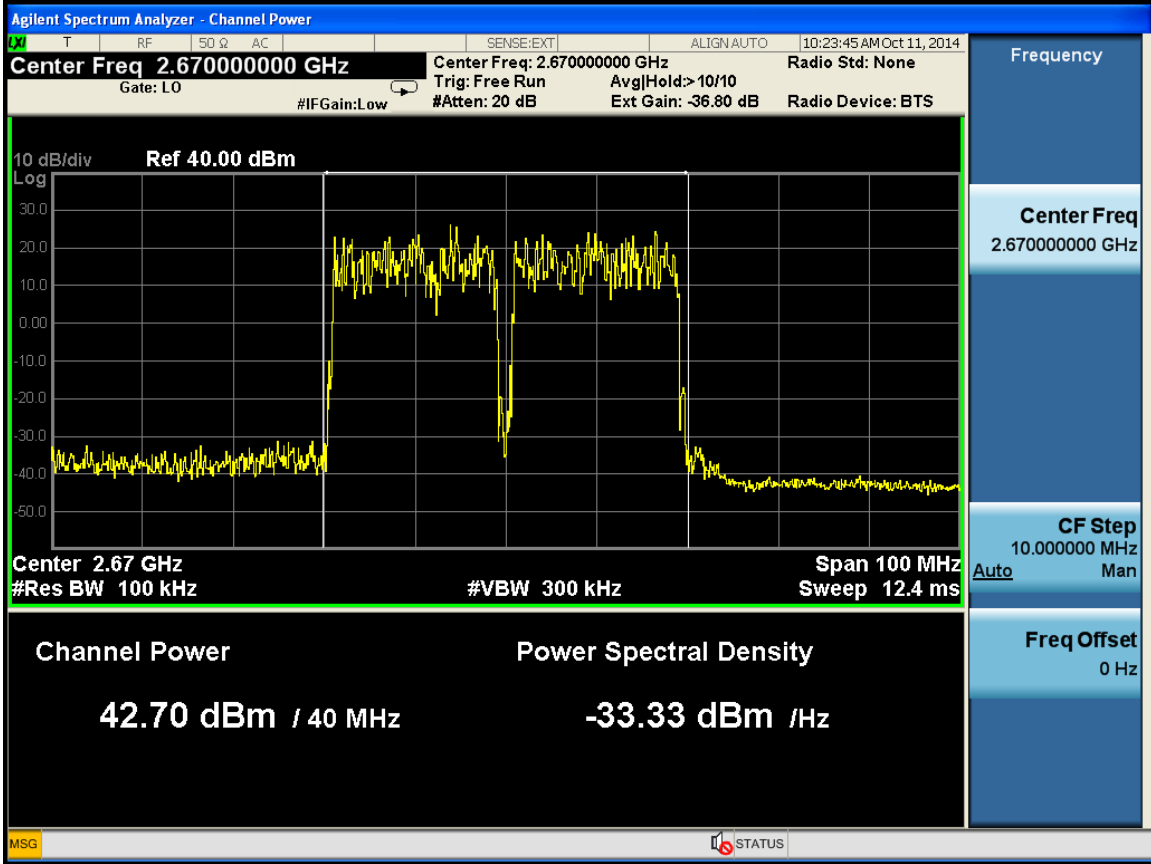 Agilent Spectrum Analyzer - Channel Power
LXI T RF 50 Ω AC SENSE:EXT ALIGN AUTO 10:23:45 AM Oct 11, 2014
Center Freq 2.670000000 GHz
Gate: LO
#IFGain:Low
Center Freq: 2.670000000 GHz
Trig: Free Run Avg|Hold:>10/10
#Atten: 20 dB Ext Gain: -36.80 dB
Radio Std: None
Radio Device: BTS
10 dB/div Ref 40.00 dBm
Log
30.0
20.0
10.0
0.00
-10.0
-20.0
-30.0
-40.0
-50.0
Center 2.67 GHz Span 100 MHz
#Res BW 100 kHz #VBW 300 kHz Sweep 12.4 ms
Channel Power Power Spectral Density
42.70 dBm / 40 MHz -33.33 dBm /Hz
Frequency
Center Freq
2.670000000 GHz
CF Step
10.000000 MHz
Auto Man
Freq Offset
0 Hz
MSG STATUS